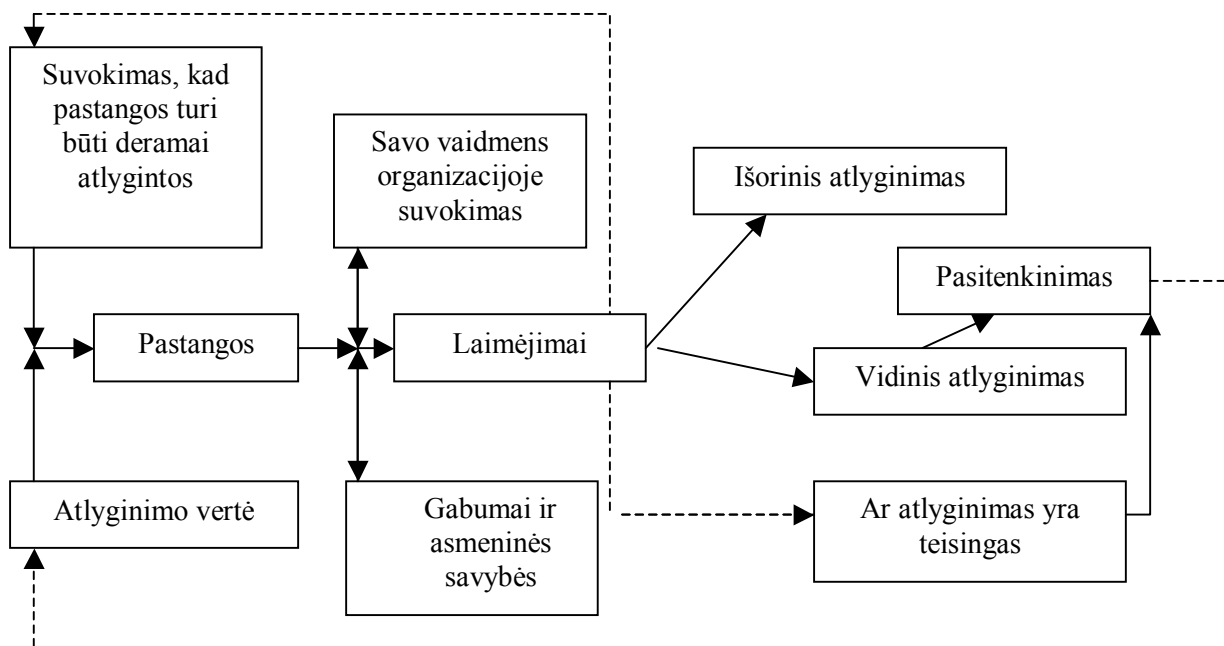 Suvokimas, kad
pastangos turi
būti deramai
atlygintos
Savo vaidmens
organizacijoje
suvokimas
Išorinis atlyginimas
Pasitenkinimas
Pastangos
Laimėjimai
Vidinis atlyginimas
Atlyginimo vertė
Gabumai ir
asmeninės
savybės
Ar atlyginimas yra
teisingas